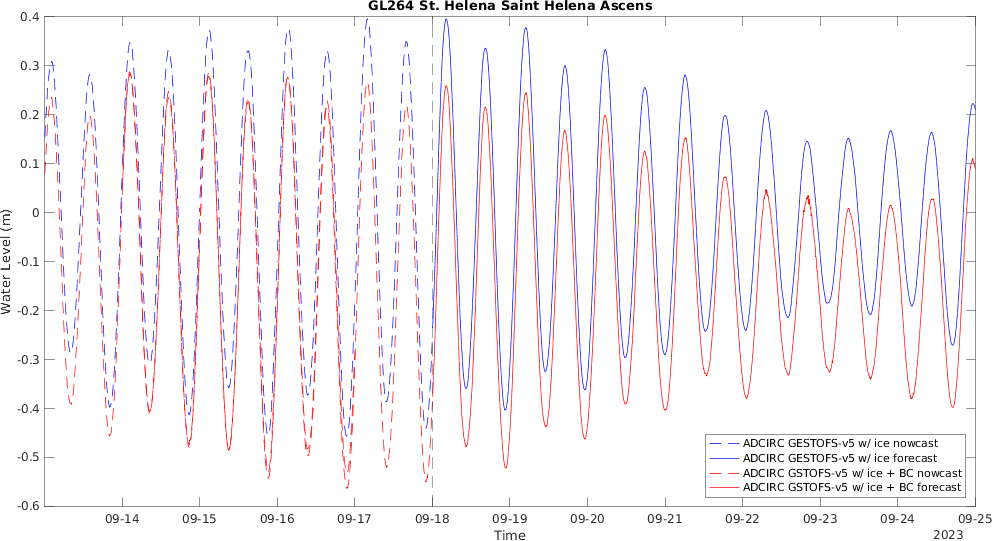 GL264 St. Helena Saint Helena Ascens
0.4
0.3
0.2
0.1
0
-0.1
-0.2
-0.3
-0.4
-0.5
-0.6
Water Level (m)
ADCIRC GESTOFS-v5 w/ ice nowcast
ADCIRC GESTOFS-v5 w/ ice forecast
ADCIRC GSTOFS-v5 w/ ice + BC nowcast
ADCIRC GSTOFS-v5 w/ ice + BC forecast
09-14 09-15 09-16 09-17 09-18 09-19 09-20 09-21 09-22 09-23 09-24 09-25
Time
2023